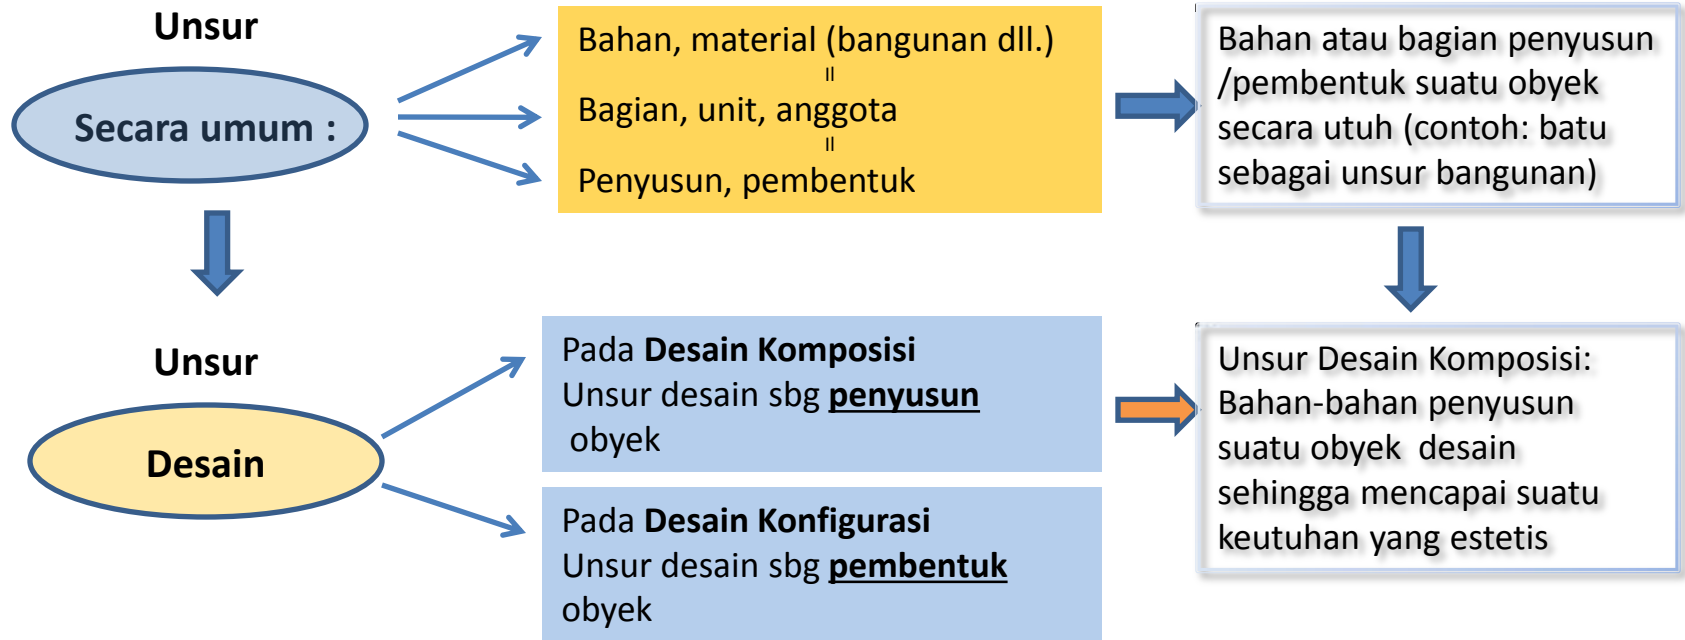 Unsur
Secara umum :
Bahan, material (bangunan dll.)
=
Bagian, unit, anggota
=
Penyusun, pembentuk
Bahan atau bagian penyusun
/pembentuk suatu obyek
secara utuh (contoh: batu
sebagai unsur bangunan)
Unsur
Desain
Pada Desain Komposisi
Unsur desain sbg penyusun
obyek
Pada Desain Konfigurasi
Unsur desain sbg pembentuk
obyek
Unsur Desain Komposisi:
Bahan-bahan penyusun
suatu obyek desain
sehingga mencapai suatu
keutuhan yang estetis